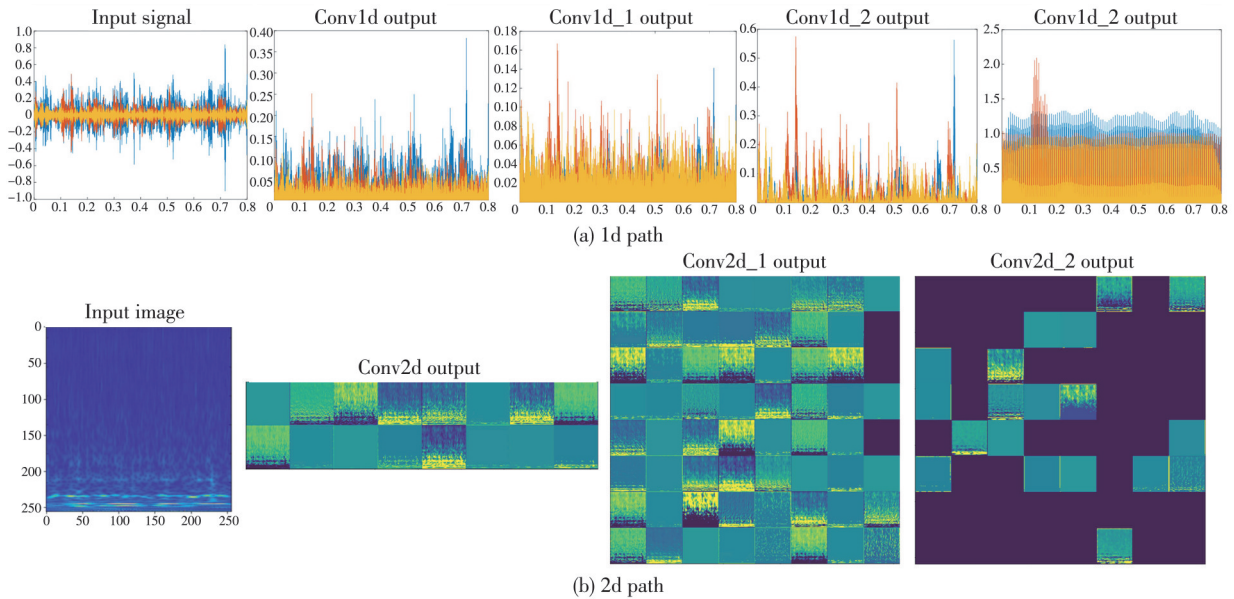 Input signal
Conv1d output
Conv1d_1 output
Conv1d_2 output
Conv1d_2 output
1.0
0.8
0.6
0.4
0.2
0
−0.2
−0.4
−0.6
−0.8
−1.0
0 0.1 0.2 0.3 0.4 0.5 0.6 0.7 0.8
0.40
0.35
0.30
0.25
0.20
0.15
0.10
0.05
0 0.1 0.2 0.3 0.4 0.5 0.6 0.7 0.8
0.18
0.16
0.14
0.12
0.10
0.08
0.06
0.04
0.02
0 0.1 0.2 0.3 0.4 0.5 0.6 0.7 0.8
0.6
0.5
0.4
0.3
0.2
0.1
0 0.1 0.2 0.3 0.4 0.5 0.6 0.7 0.8
2.5
2.0
1.5
1.0
0.5
0 0.1 0.2 0.3 0.4 0.5 0.6 0.7 0.8
(a) 1d path
Input image
0
50
100
150
200
250
0 50 100 150 200 250
Conv2d output
Conv2d_1 output
Conv2d_2 output
(b) 2d path